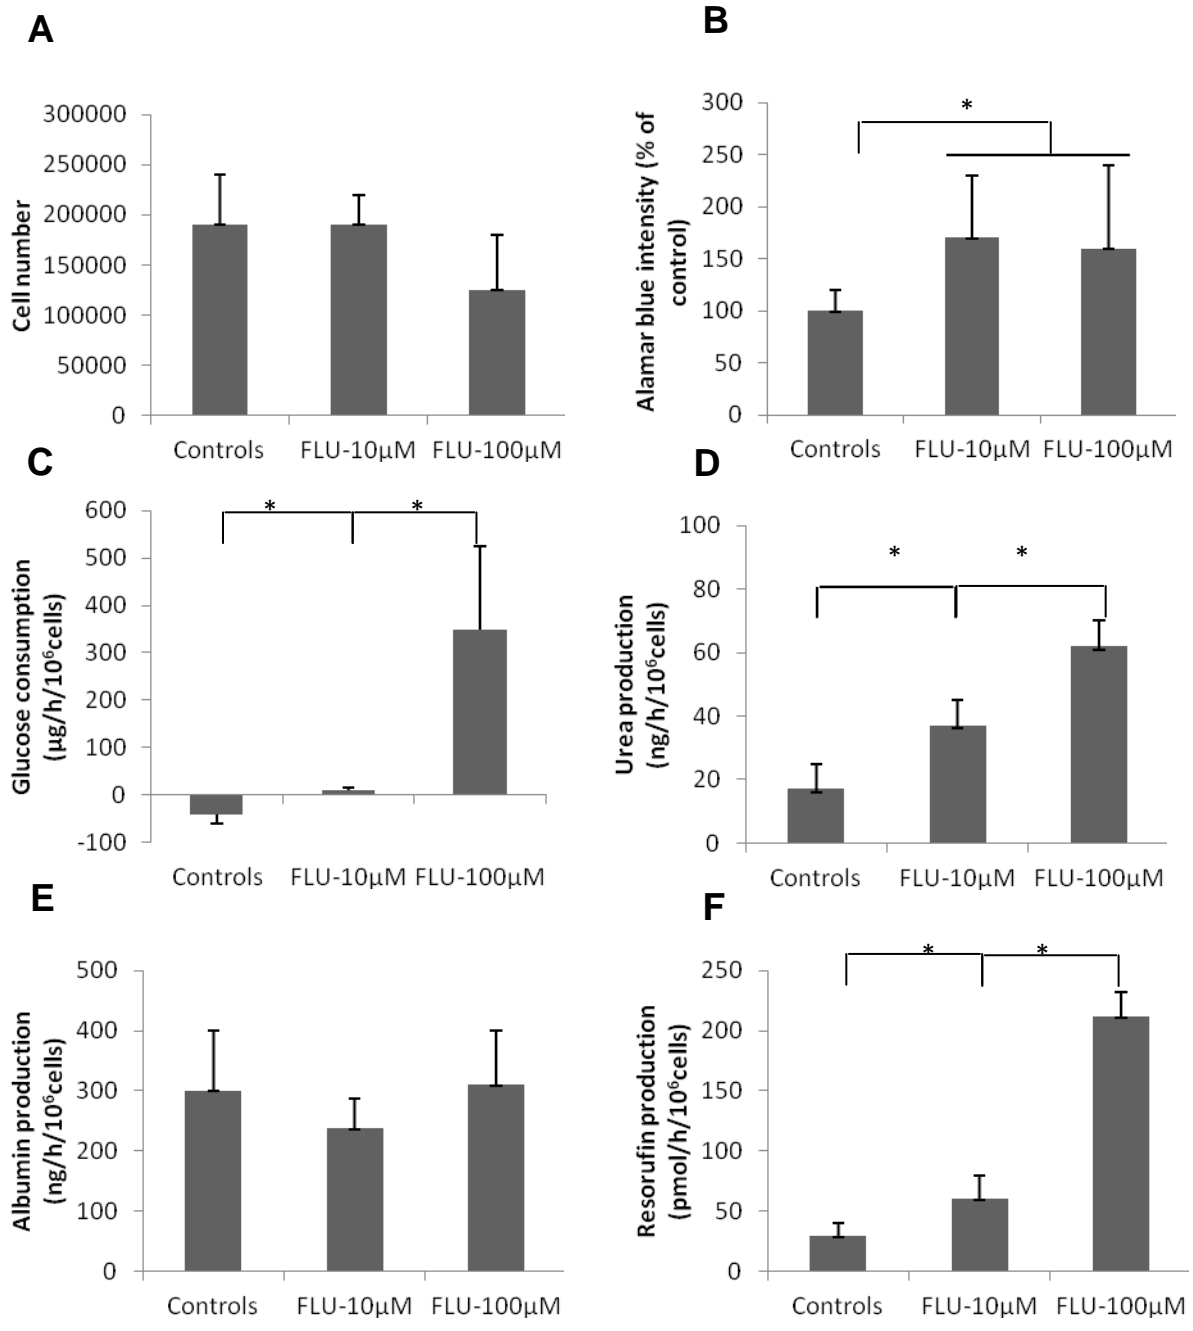 A
300000
250000
200000
150000
100000
50000
0
Cell number
Controls FLU-10µM FLU-100µM
B
*
300
250
200
150
100
50
0
Alamar blue intensity (% of
control)
Controls FLU-10µM FLU-100µM
C
* *
600
500
400
300
200
100
0
-100
Glucose consumption
(µg/h/10⁶cells)
Controls FLU-10µM FLU-100µM
D
* *
100
80
60
40
20
0
Urea production
(ng/h/10⁶cells)
Controls FLU-10µM FLU-100µM
E
500
400
300
200
100
0
Albumin production
(ng/h/10⁶cells)
Controls FLU-10µM FLU-100µM
F
* *
250
200
150
100
50
0
Resorufin production
(pmol/h/10⁶cells)
Controls FLU-10µM FLU-100µM